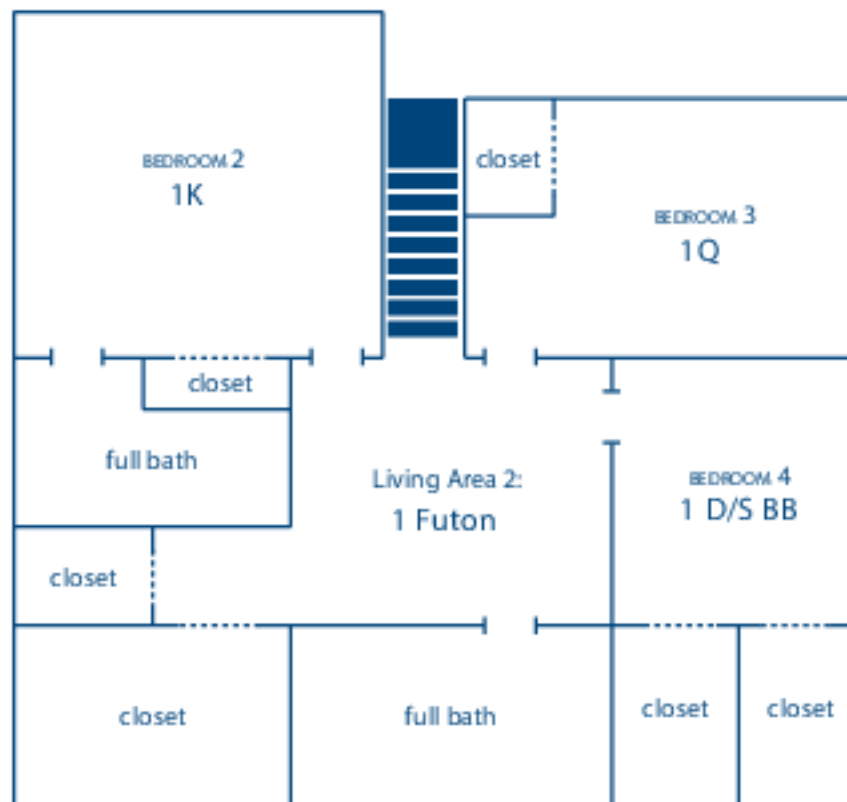 BEDROOM 2
1K
closet
BEDROOM 3
1Q
closet
full bath
Living Area 2:
1 Futon
BEDROOM 4
1 D/S BB
closet
closet
full bath
closet
closet